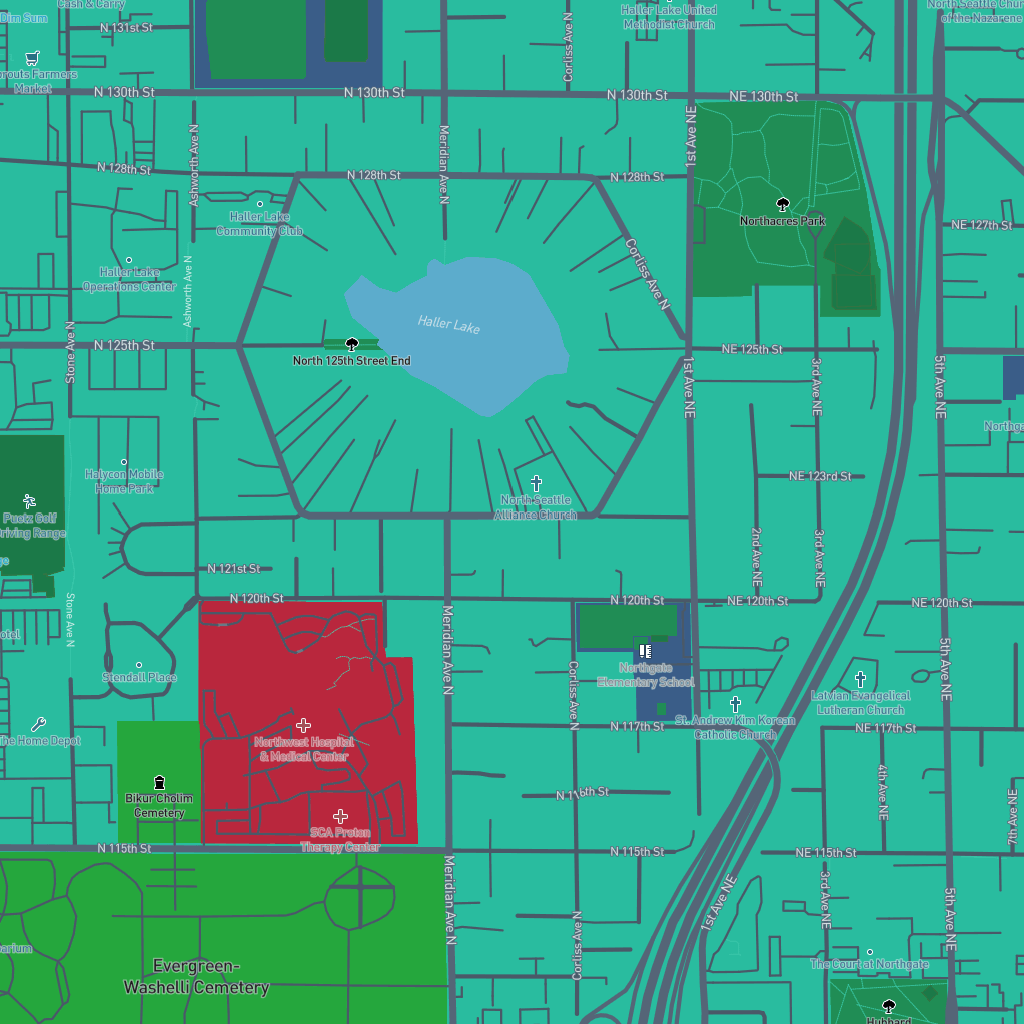 Cash & Carry
Dim Sum
N 131st St
Corliss Ave N
Haller Lake United
Methodist Church
North Seattle Chur
of the Nazarene
routs Farmers
Market
N 130th St
N 130th St
N 130th St
NE 130th St
N 128th St
Ashworth Ave N
Meridian Ave N
1st Ave NE
N 128th St
N 128th St
Haller Lake
Community Club
Northacres Park
NE 127th St
Haller Lake
Operations Center
Ashworth Ave N
Corliss Ave N
Haller Lake
Stone Ave N
N 125th St
North 125th Street End
NE 125th St
1st Ave NE
3rd Ave NE
5th Ave NE
Northga
Halycon Mobile
Home Park
NE 123rd St
North Seattle
Alliance Church
Puetz Golf
Driving Range
2nd Ave NE
3rd Ave NE
N 121st St
Stone Ave N
N 120th St
N 120th St
NE 120th St
NE 120th St
otel
Meridian Ave N
Corliss Ave N
Northgate
Elementary School
5th Ave NE
Stendall Place
Latvian Evangelical
Lutheran Church
St. Andrew Kim Korean
Catholic Church
N 117th St
NE 117th St
The Home Depot
Northwest Hospital
& Medical Center
4th Ave NE
7th Ave NE
Bikur Cholim
Cemetery
N 116th St
SCA Proton
Therapy Center
N 115th St
N 115th St
NE 115th St
Meridian Ave N
1st Ave NE
3rd Ave NE
5th Ave NE
Corliss Ave N
arium
Evergreen-
Washelli Cemetery
The Court at Northgate
Hubbard